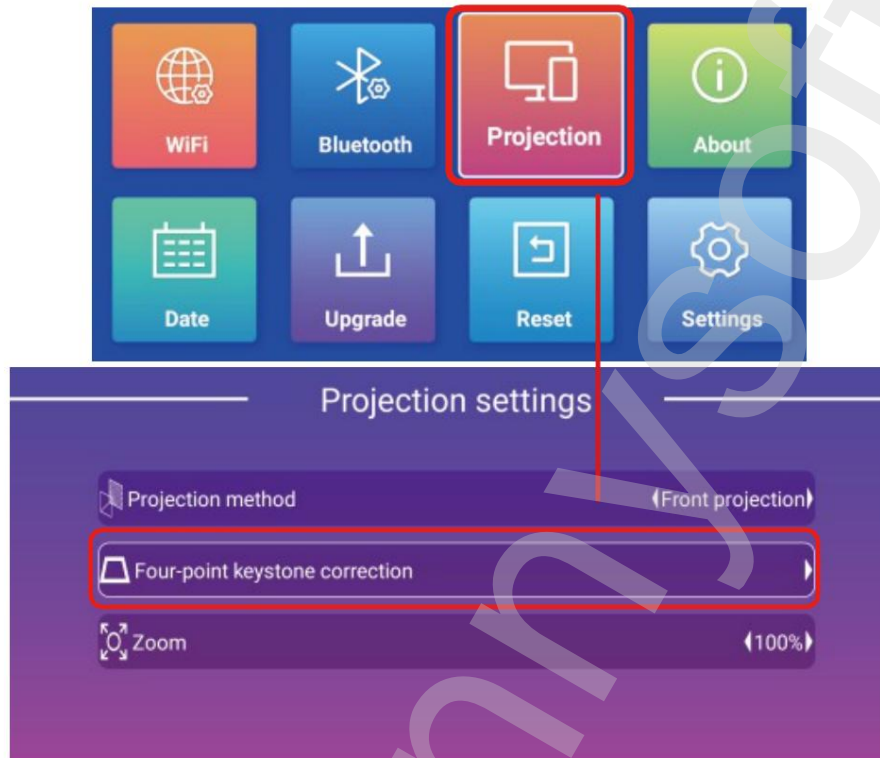 WiFi
Bluetooth
Projection
About
Date
Upgrade
Reset
Settings
Projection settings
Projection method
Front projection
Four-point keystone correction
Zoom
100%